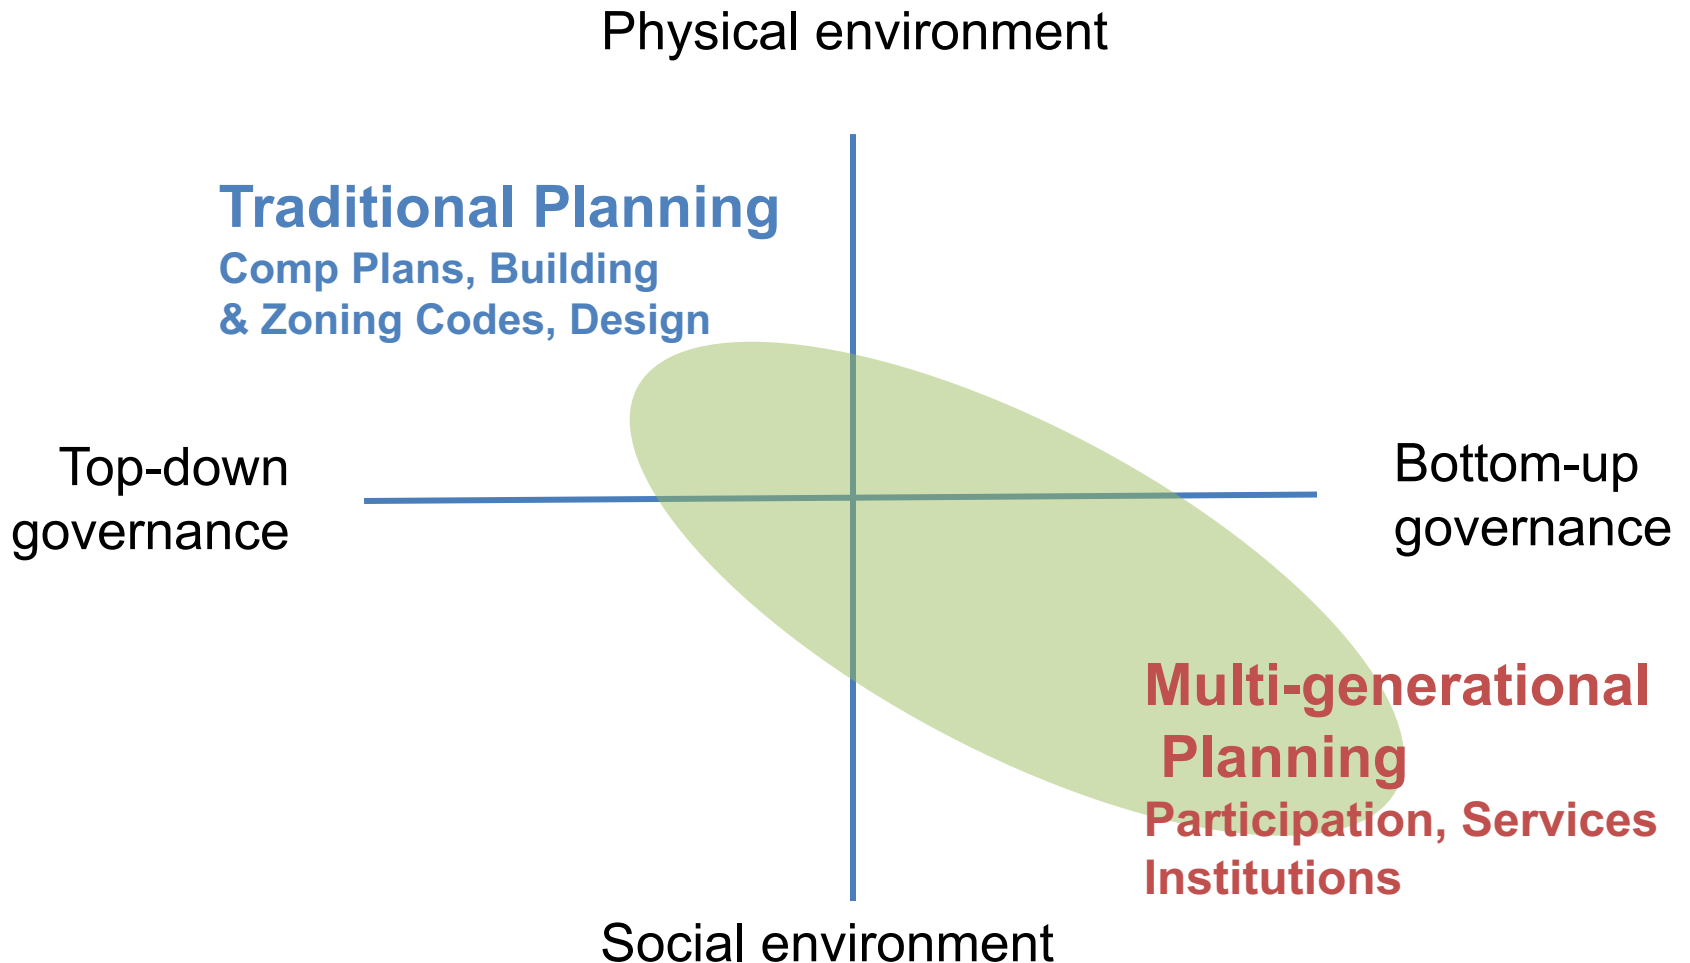 Physical environment
Traditional Planning
Comp Plans, Building
& Zoning Codes, Design
Top-down
governance
Bottom-up
governance
Multi-generational
Planning
Participation, Services
Institutions
Social environment